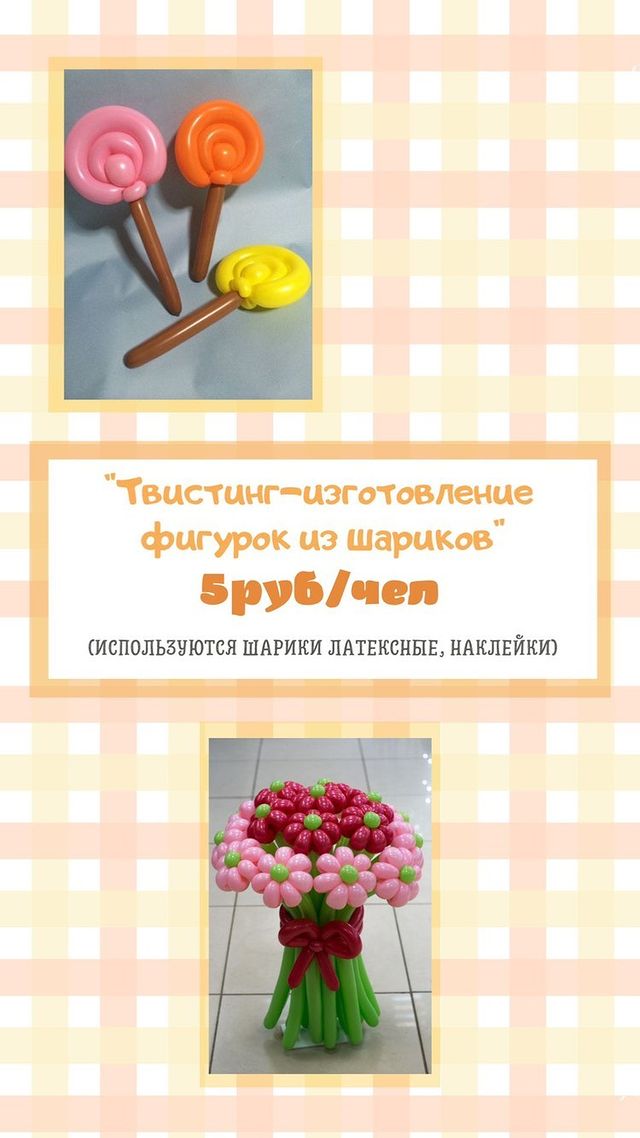 "Твистинг-изготовление
фигурок из шариков"
5руб/чел
(ИСПОЛЬЗУЮТСЯ ШАРИКИ ЛАТЕКСНЫЕ, НАКЛЕЙКИ)